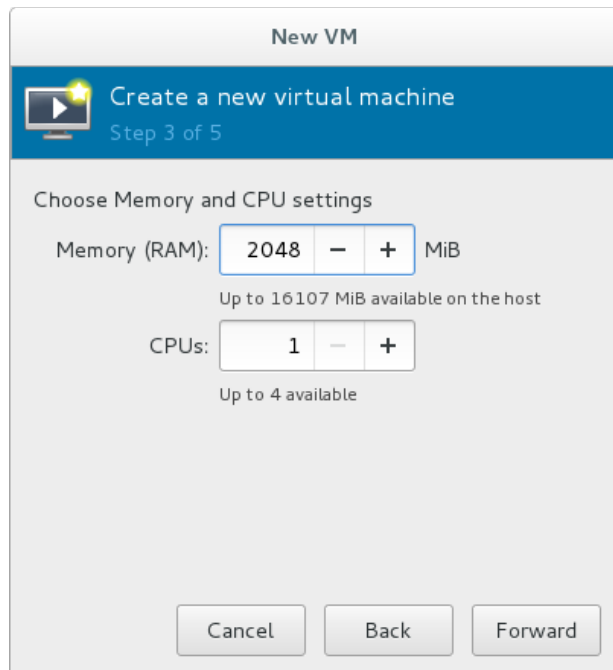 New VM
Create a new virtual machine
Step 3 of 5
Choose Memory and CPU settings
Memory (RAM): 2048 − + MiB
Up to 16107 MiB available on the host
CPUs: 1 − +
Up to 4 available
Cancel Back Forward